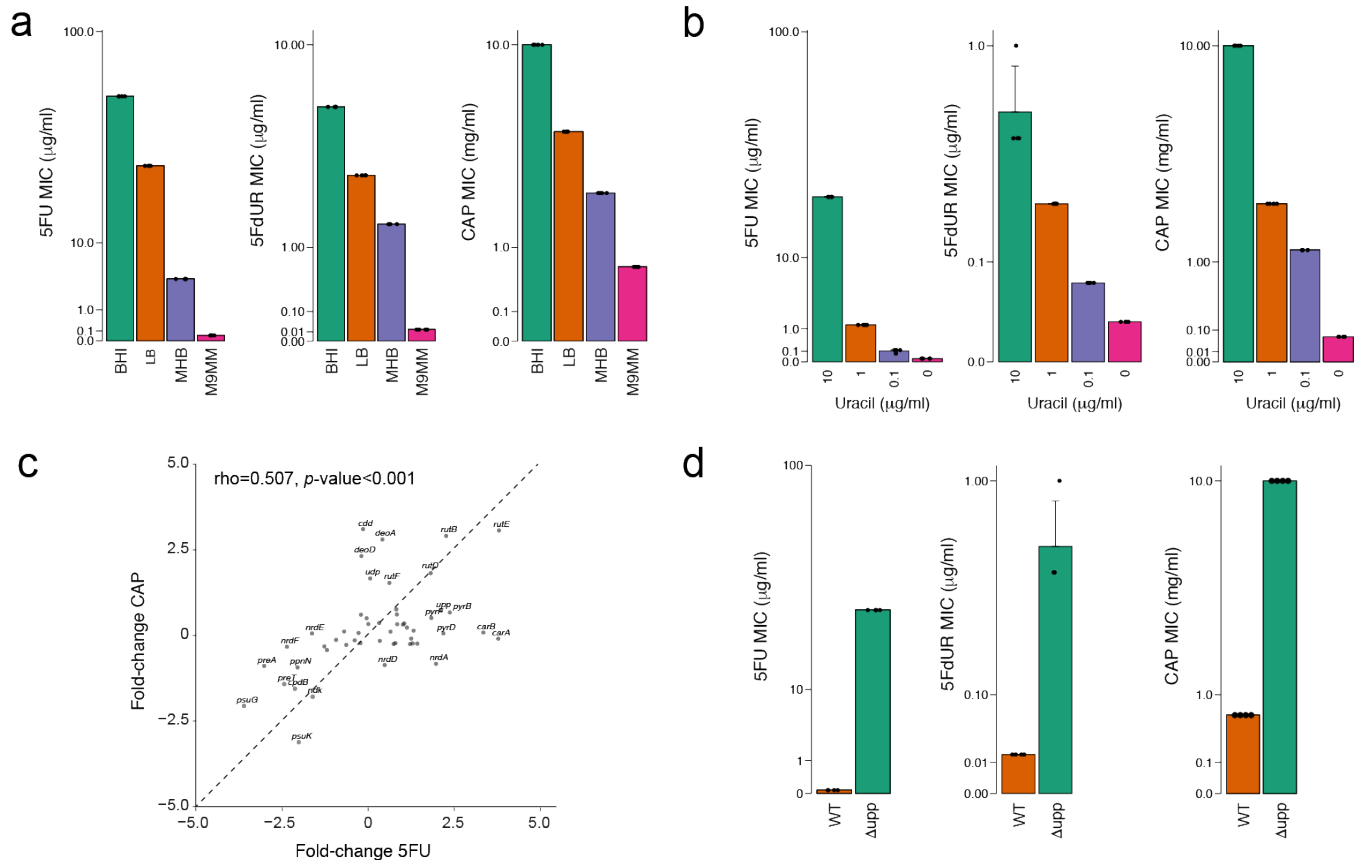 a
5FU MIC (μg/ml)
100.0
10.0
1.0
0.1
0.0
BHI
LB
MHB
M9MM
5FdUR MIC (μg/ml)
10.00
1.00
0.10
0.01
0.00
BHI
LB
MHB
M9MM
CAP MIC (mg/ml)
10.0
1.0
0.1
0.0
BHI
LB
MHB
M9MM
b
5FU MIC (μg/ml)
100.0
10.0
1.0
0.1
0.0
10
1
0.1
0
Uracil (μg/ml)
5FdUR MIC (μg/ml)
1.0
0.1
0.0
10
1
0.1
0
Uracil (μg/ml)
CAP MIC (mg/ml)
10.00
1.00
0.10
0.00
10
1
0.1
0
Uracil (μg/ml)
c
rho=0.507, p-value<0.001
Fold-change CAP
5.0
2.5
0
−2.5
−5.0
cdd
deoA
rutB
rutE
deoD
udp
rutF
rutD
upp
pyrB
pyrF
nrdE
pyrD
carB
carA
nrdF
preA
ppnN
nrdD
nrdA
preT
cpdB
ndk
psuG
psuK
−5.0
−2.5
0
2.5
5.0
Fold-change 5FU
d
5FU MIC (μg/ml)
100
10
1
0
WT
Δupp
5FdUR MIC (μg/ml)
1.00
0.10
0.01
0.00
WT
Δupp
CAP MIC (mg/ml)
10.0
1.0
0.1
0.0
WT
Δupp